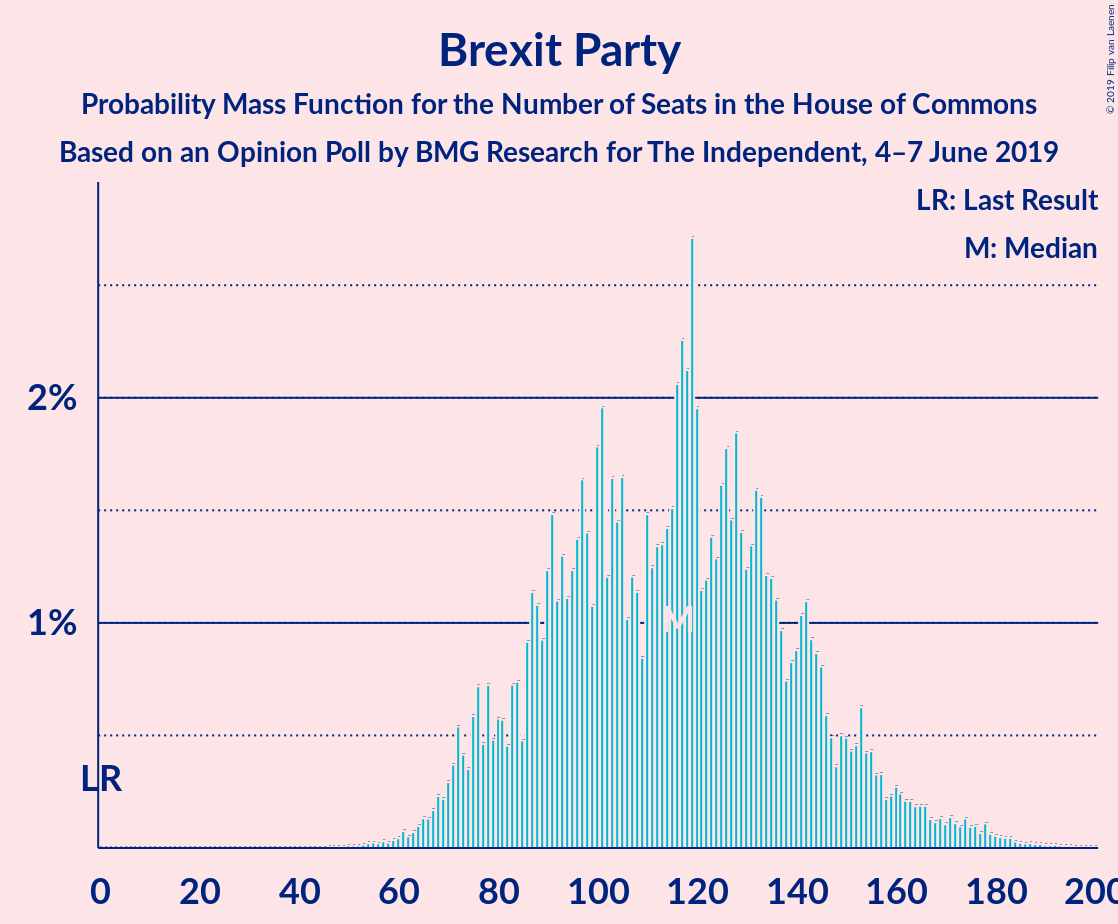 Brexit Party
Probability Mass Function for the Number of Seats in the House of Commons
Based on an Opinion Poll by BMG Research for The Independent, 4–7 June 2019
© 2019 Filip van Laenen
LR: Last Result
M: Median
2%
1%
M
LR
0 20 40 60 80 100 120 140 160 180 200